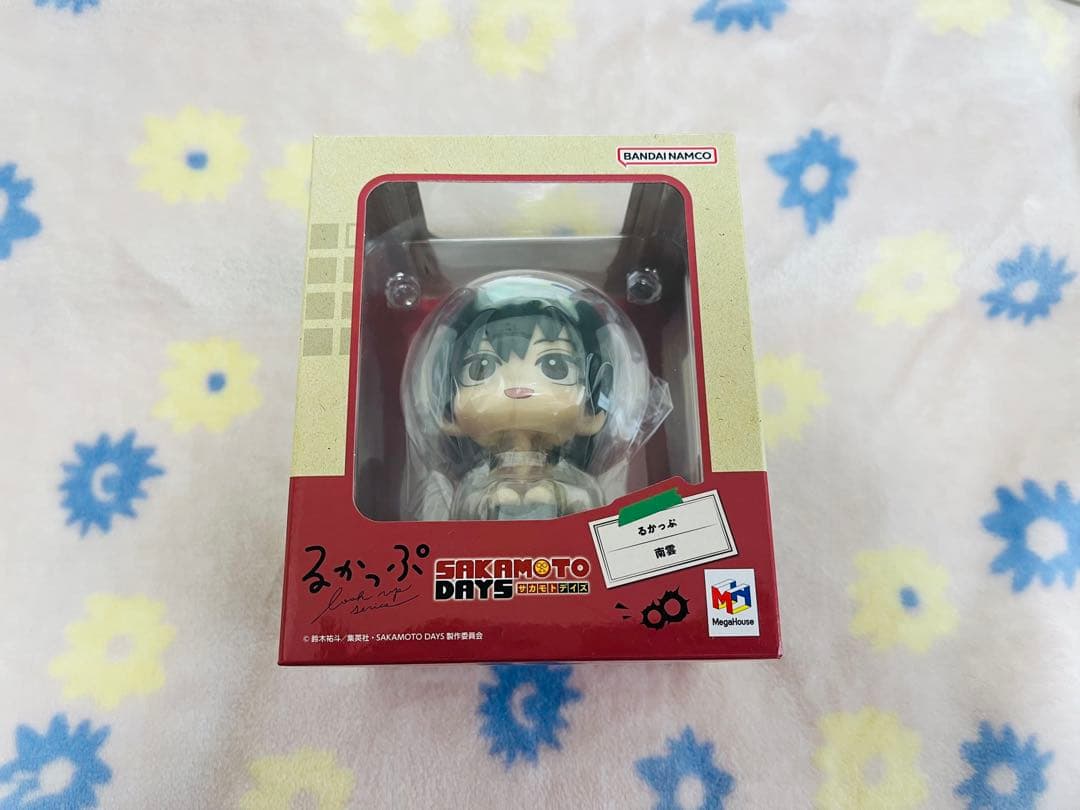 BANDAI NAMCO
るかっぷ
南雲
るかっぷ
look up
series
SAKAMOTO
DAYS サカモトデイズ
MegaHouse
© 鈴木祐斗／集英社・SAKAMOTO DAYS 製作委員会